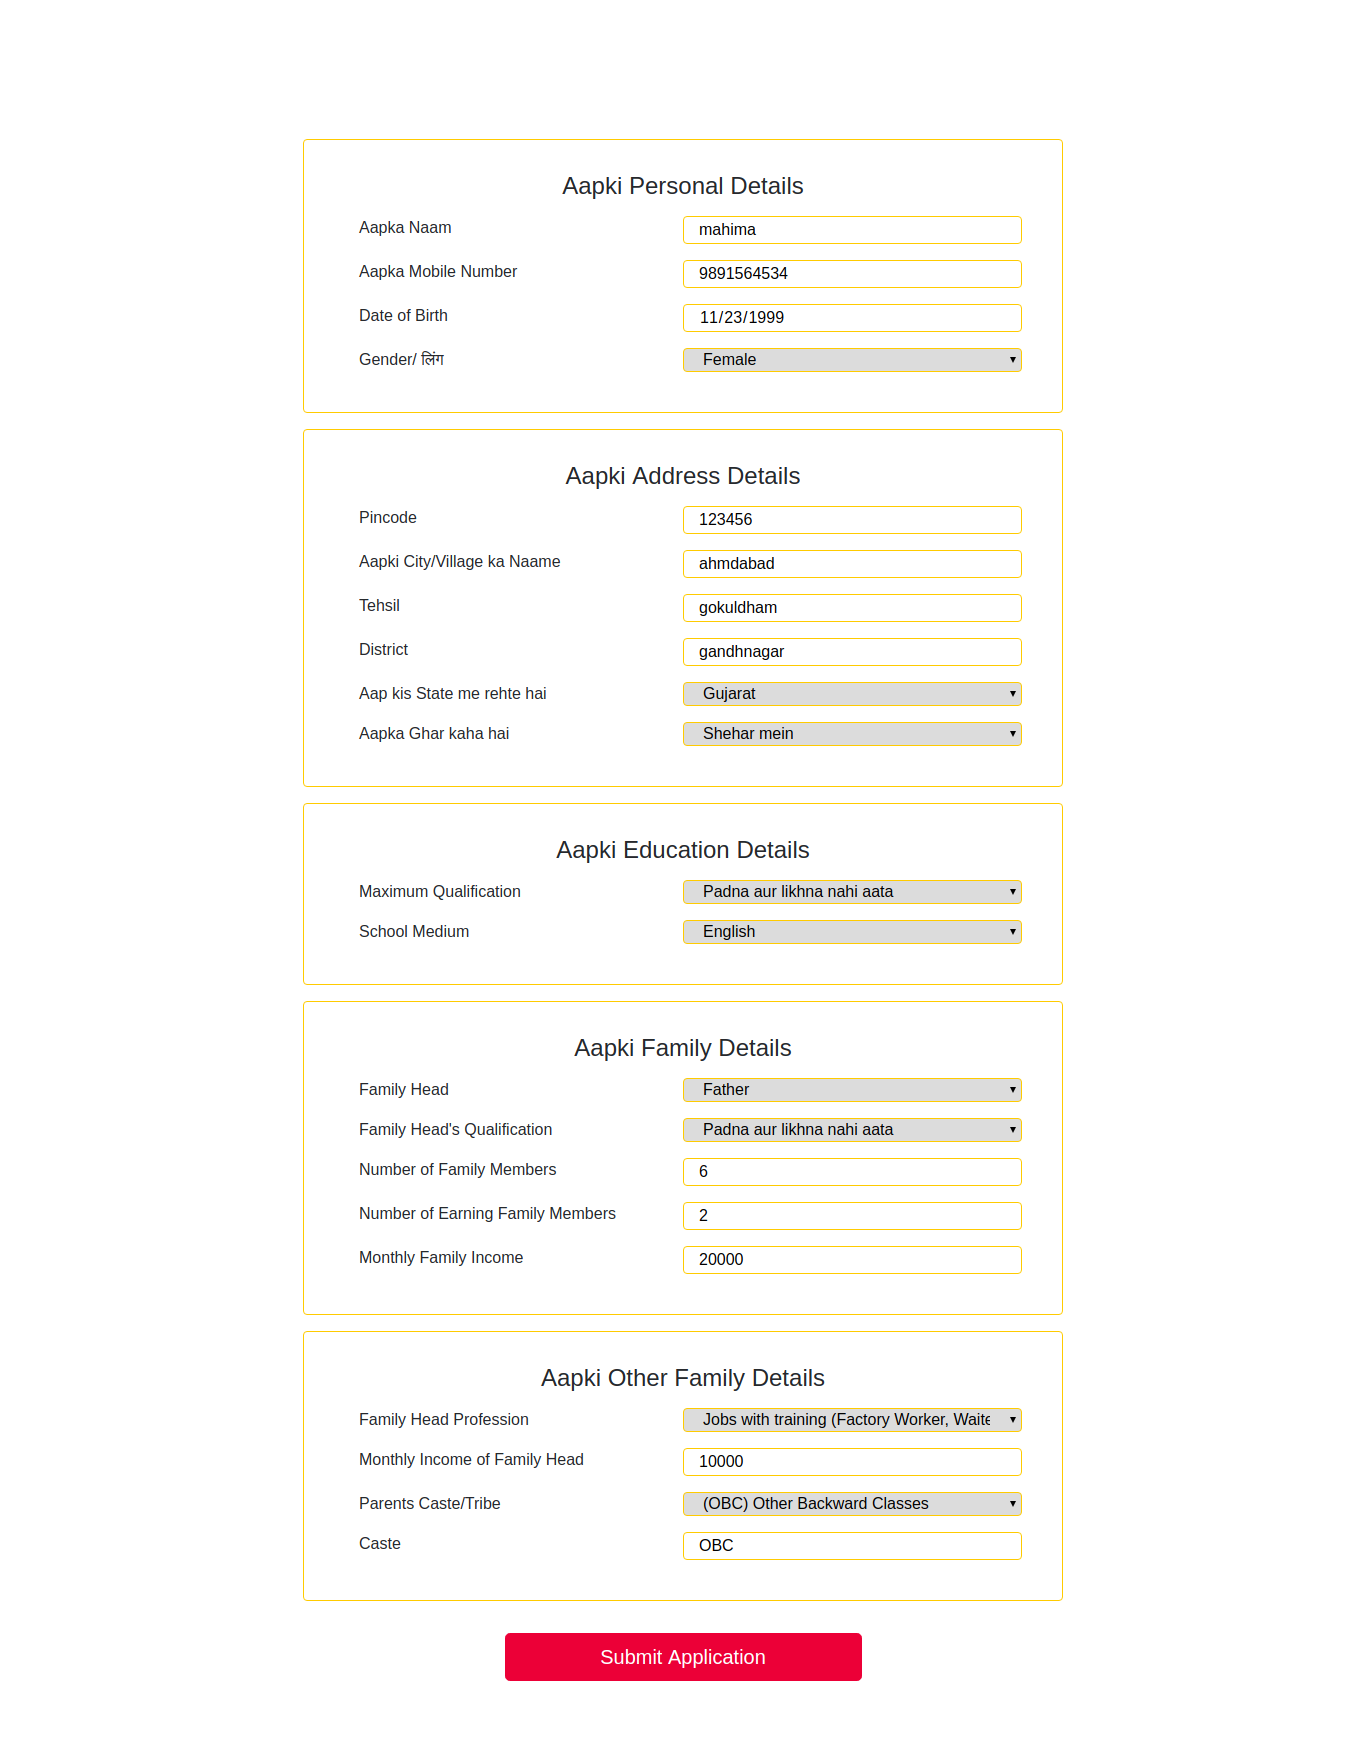 Aapki Personal Details
Aapka Naam mahima
Aapka Mobile Number 9891564534
Date of Birth 11/23/1999
Gender/ लिंग Female
Aapki Address Details
Pincode 123456
Aapki City/Village ka Naame ahmdabad
Tehsil gokuldham
District gandhnagar
Aap kis State me rehte hai Gujarat
Aapka Ghar kaha hai Shehar mein
Aapki Education Details
Maximum Qualification Padna aur likhna nahi aata
School Medium English
Aapki Family Details
Family Head Father
Family Head's Qualification Padna aur likhna nahi aata
Number of Family Members 6
Number of Earning Family Members 2
Monthly Family Income 20000
Aapki Other Family Details
Family Head Profession Jobs with training (Factory Worker, Waite
Monthly Income of Family Head 10000
Parents Caste/Tribe (OBC) Other Backward Classes
Caste OBC
Submit Application